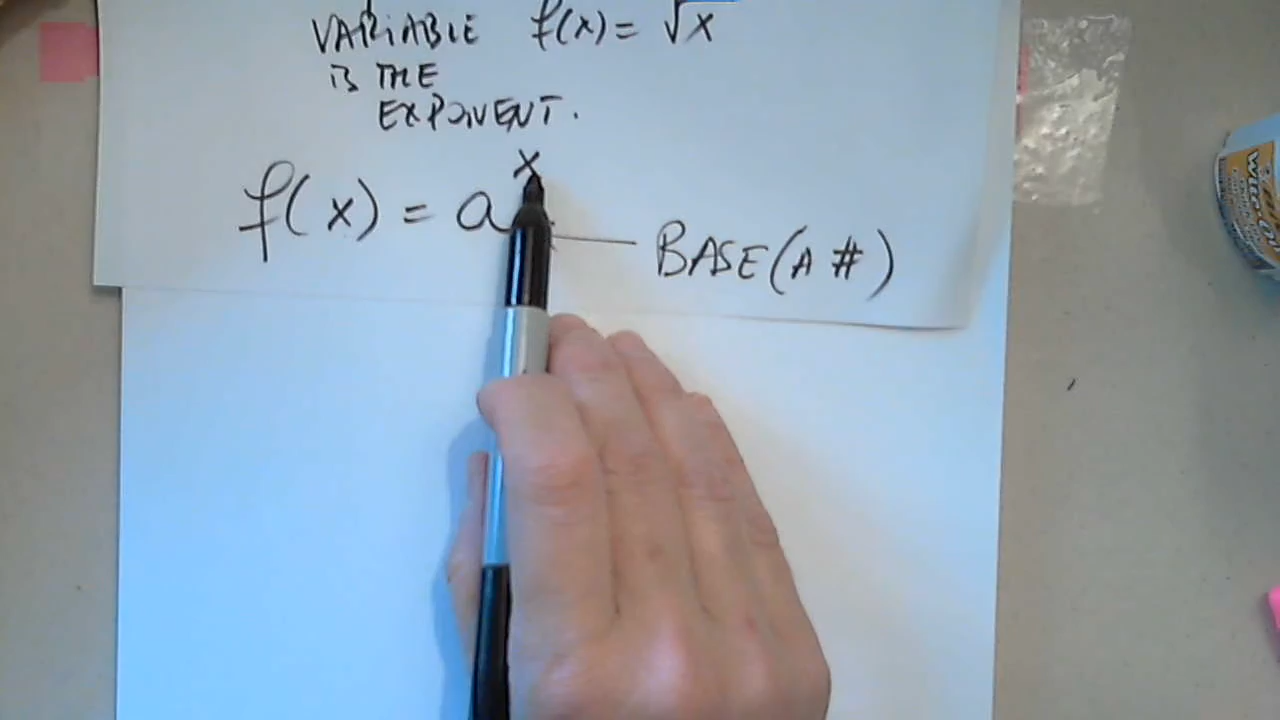 VARIABLE f(x) = √x
IS THE
EXPONENT.
f(x) = a^x
BASE (A #)